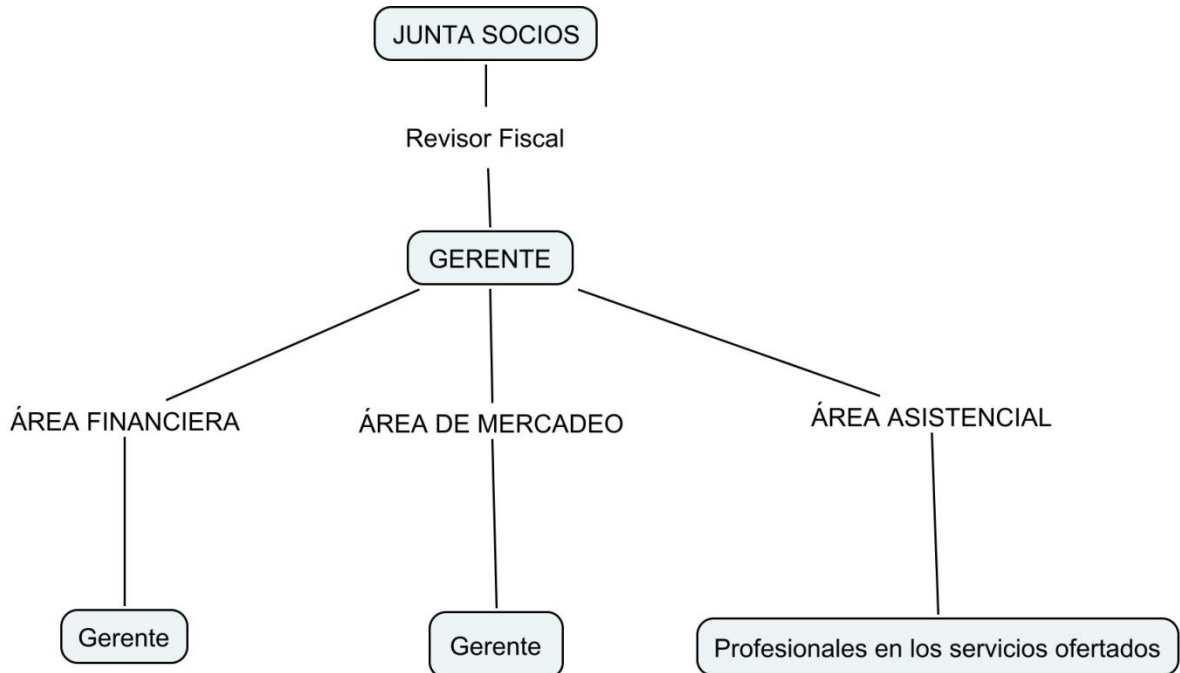 JUNTA SOCIOS
Revisor Fiscal
GERENTE
ÁREA FINANCIERA
ÁREA DE MERCADEO
ÁREA ASISTENCIAL
Gerente
Gerente
Profesionales en los servicios ofertados